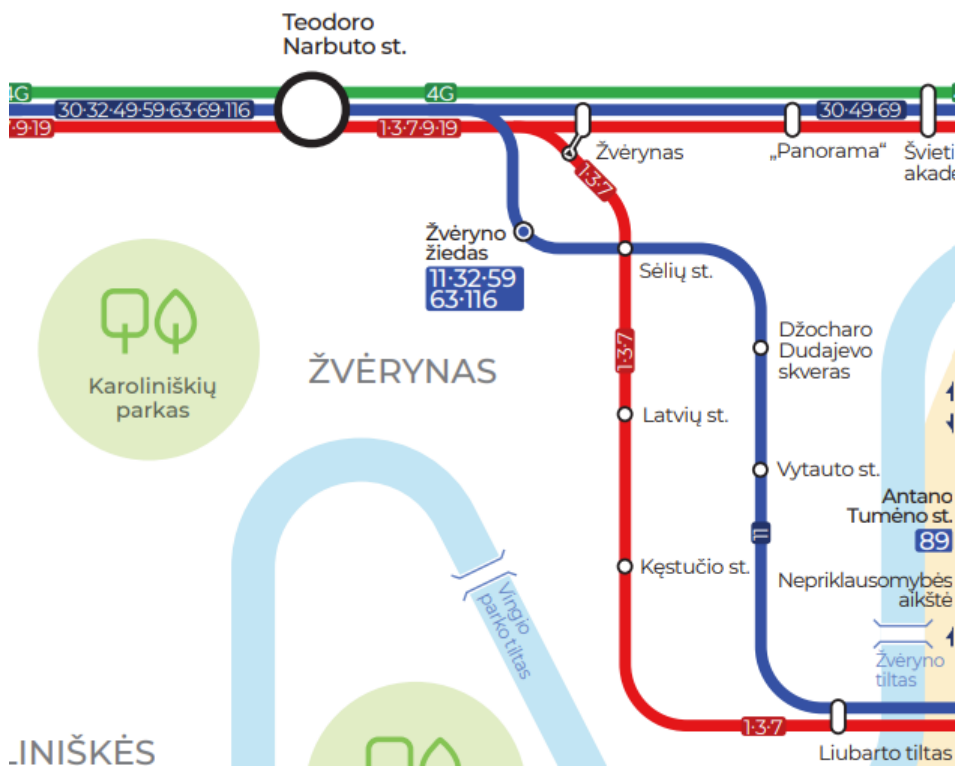 Teodoro
Narbuto st.
4G
4G
30·32·49·59·63·69·116
30·49·69
7·9·19
1·3·7·9·19
Žvėrynas
„Panorama“
Švieti
akade
1·3·7
Žvėryno
žiedas
11·32·59
63·116
Sėlių st.
Džocharo
Dudajevo
skveras
1·3·7
ŽVĖRYNAS
Karoliniškių
parkas
Latvių st.
Vytauto st.
Antano
Tumėno st.
89
11
Kęstučio st.
Nepriklausomybės
aikštė
Vingio
parko tiltas
Žvėryno
tiltas
1·3·7
LINIŠKĖS
Liubarto tiltas